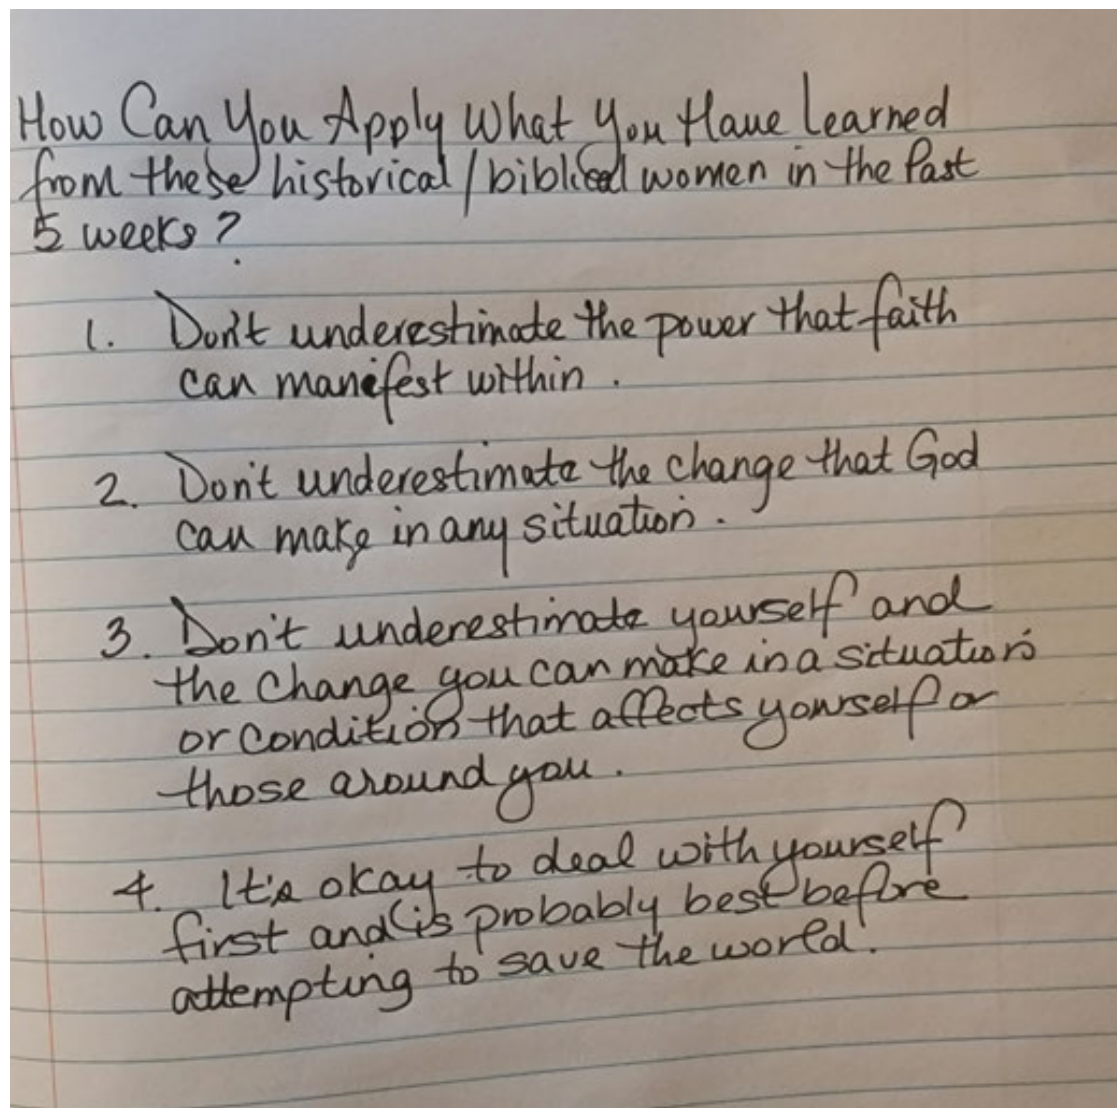 How Can You Apply What You Have Learned
from these historical/biblical women in the Past
5 weeks?
1. Don't underestimate the power that faith
can manifest within.
2. Don't underestimate the change that God
can make in any situation.
3. Don't underestimate yourself and
the change you can make in a situation
or condition that affects yourself or
those around you.
4. It's okay to deal with yourself
first and is probably best before
attempting to save the world.